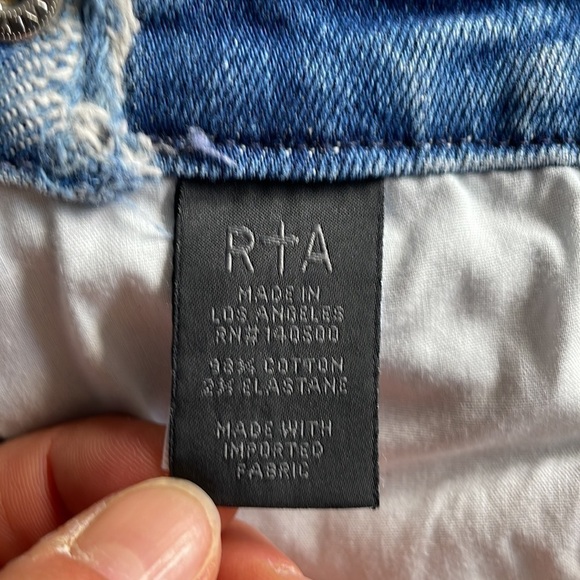 R†A
MADE IN
LOS ANGELES
RN# 140500
98% COTTON
2% ELASTANE
MADE WITH
IMPORTED
FABRIC